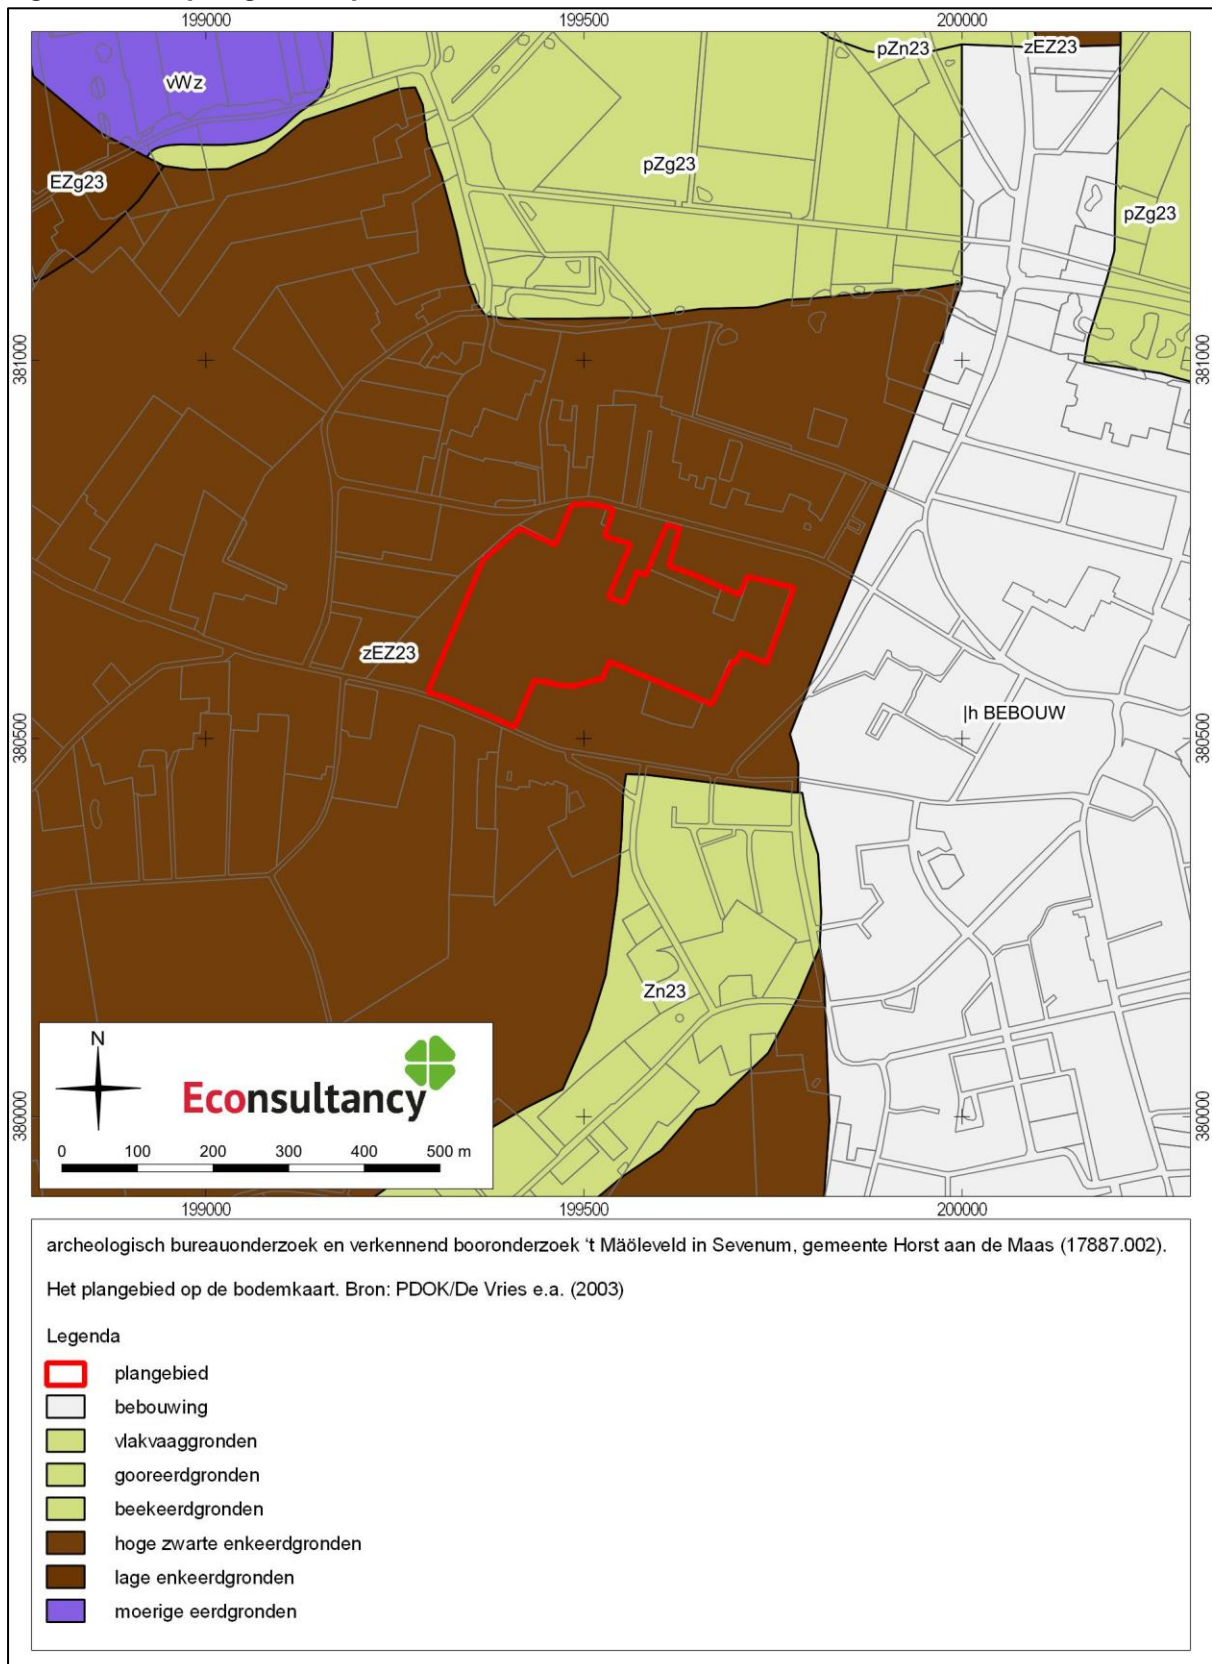 199000 199500 200000
pZn23 zEZ23
vWz
pZg23
EZg23
pZg23
381000 381000
zEZ23
|h BEBOUW
380500 380500
Zn23
N
Econsultancy
380000 380000
0 100 200 300 400 500 m
199000 199500 200000
archeologisch bureauonderzoek en verkennend booronderzoek ‘t Mäöleveld in Sevenum, gemeente Horst aan de Maas (17887.002).
Het plangebied op de bodemkaart. Bron: PDOK/De Vries e.a. (2003)
Legenda
plangebied
bebouwing
vlakvaaggronden
gooreerdgronden
beekeerdgronden
hoge zwarte enkeerdgronden
lage enkeerdgronden
moerige eerdgronden